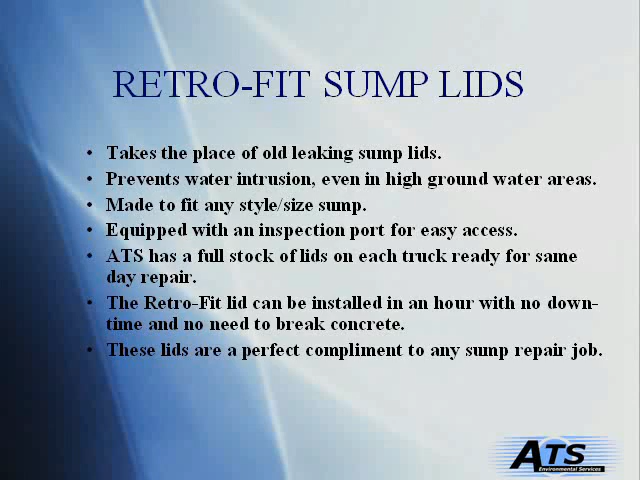 RETRO-FIT SUMP LIDS
• Takes the place of old leaking sump lids.
• Prevents water intrusion, even in high ground water areas.
• Made to fit any style/size sump.
• Equipped with an inspection port for easy access.
• ATS has a full stock of lids on each truck ready for same
day repair.
• The Retro-Fit lid can be installed in an hour with no down-
time and no need to break concrete.
• These lids are a perfect compliment to any sump repair job.
ATS
Environmental Services